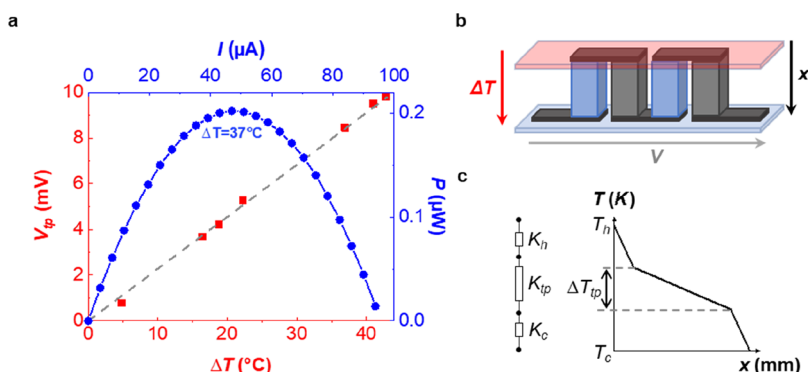 a
I (μA)
0 20 40 60 80 100
10
8
6
4
2
0
V_tp (mV)
ΔT=37°C
0.2
0.1
0.0
P (μW)
0 10 20 30 40
ΔT (°C)
b
ΔT
x
V
c
T (K)
T_h
K_h
K_tp
ΔT_tp
K_c
T_c
x (mm)